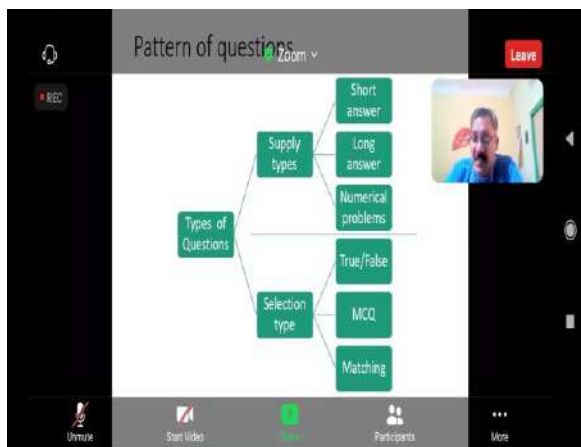 Pattern of questions
Zoom
Leave
REC
Short
answer
Supply
types
Long
answer
Numerical
problems
Types of
Questions
True/False
Selection
type
MCQ
Matching
Unmute
Start Video
Share
Participants
More